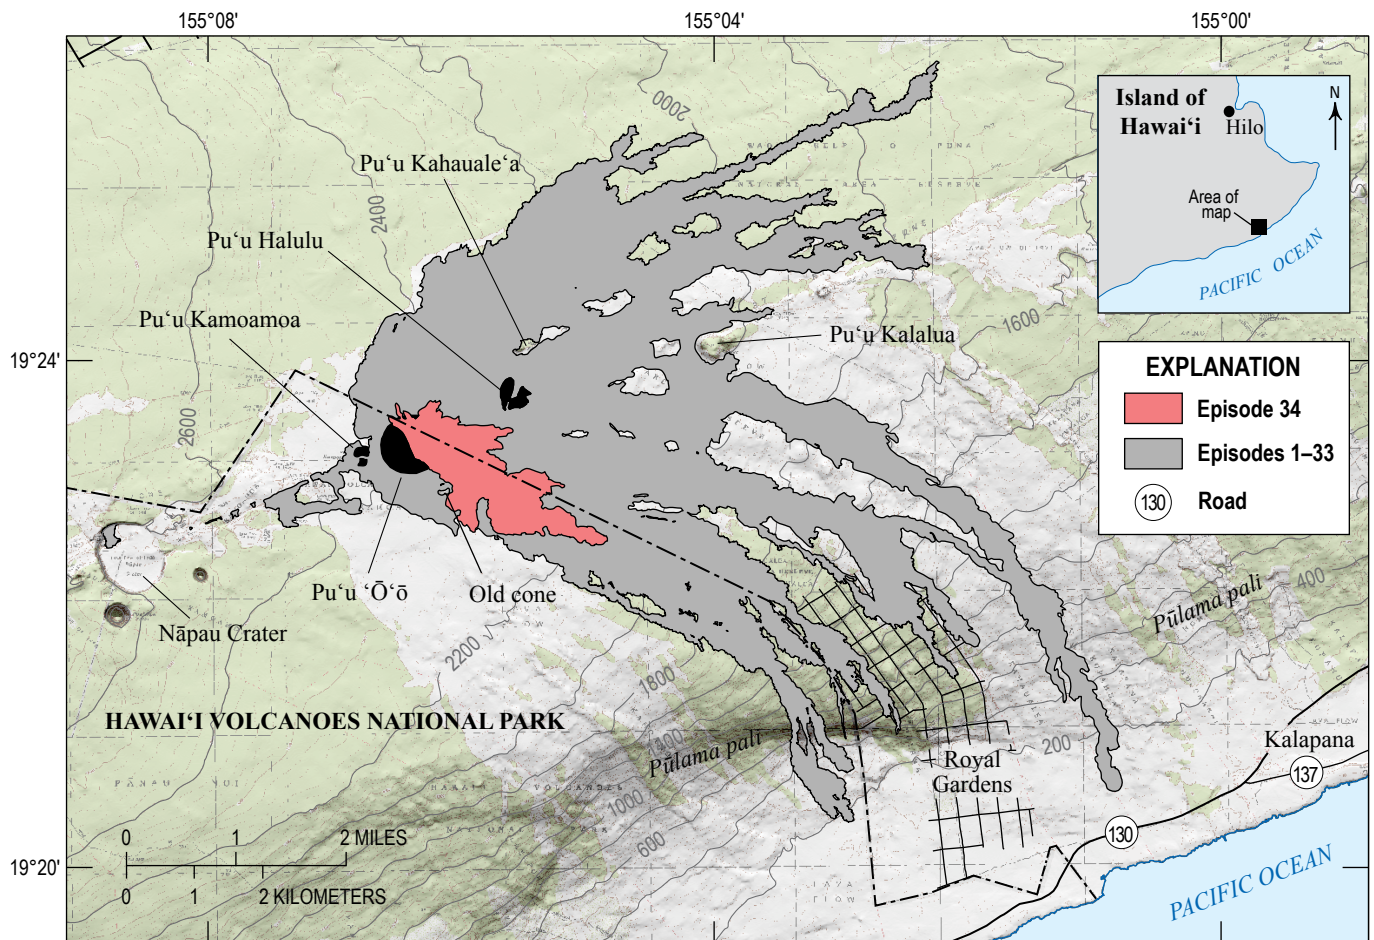 155°08'
155°04'
155°00'
2000
Island of
Hawai‘i
N
Hilo
Area of
map
PACIFIC OCEAN
Pu‘u Kahauale‘a
2400
Pu‘u Halulu
Pu‘u Kamoamoa
1600
Pu‘u Kalalua
19°24'
EXPLANATION
Episode 34
Episodes 1–33
130 Road
2600
Pu‘u ‘Ō‘ō
Old cone
Nāpau Crater
400
Pūlama pali
2200
1800
HAWAI‘I VOLCANOES NATIONAL PARK
1400
Pūlama pali
200
Kalapana
137
Royal
Gardens
1000
600
130
0 1 2 MILES
0 1 2 KILOMETERS
19°20'
PACIFIC OCEAN